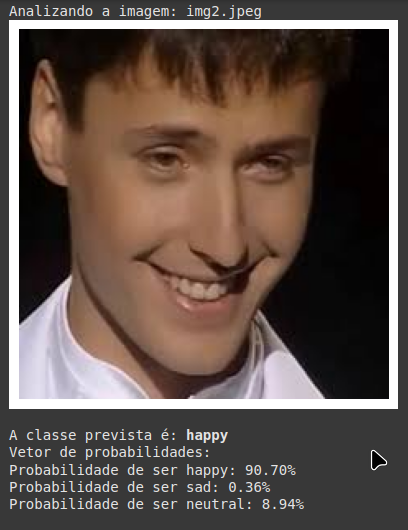 Analizando a imagem: img2.jpeg
A classe prevista é: happy
Vetor de probabilidades:
Probabilidade de ser happy: 90.70%
Probabilidade de ser sad: 0.36%
Probabilidade de ser neutral: 8.94%